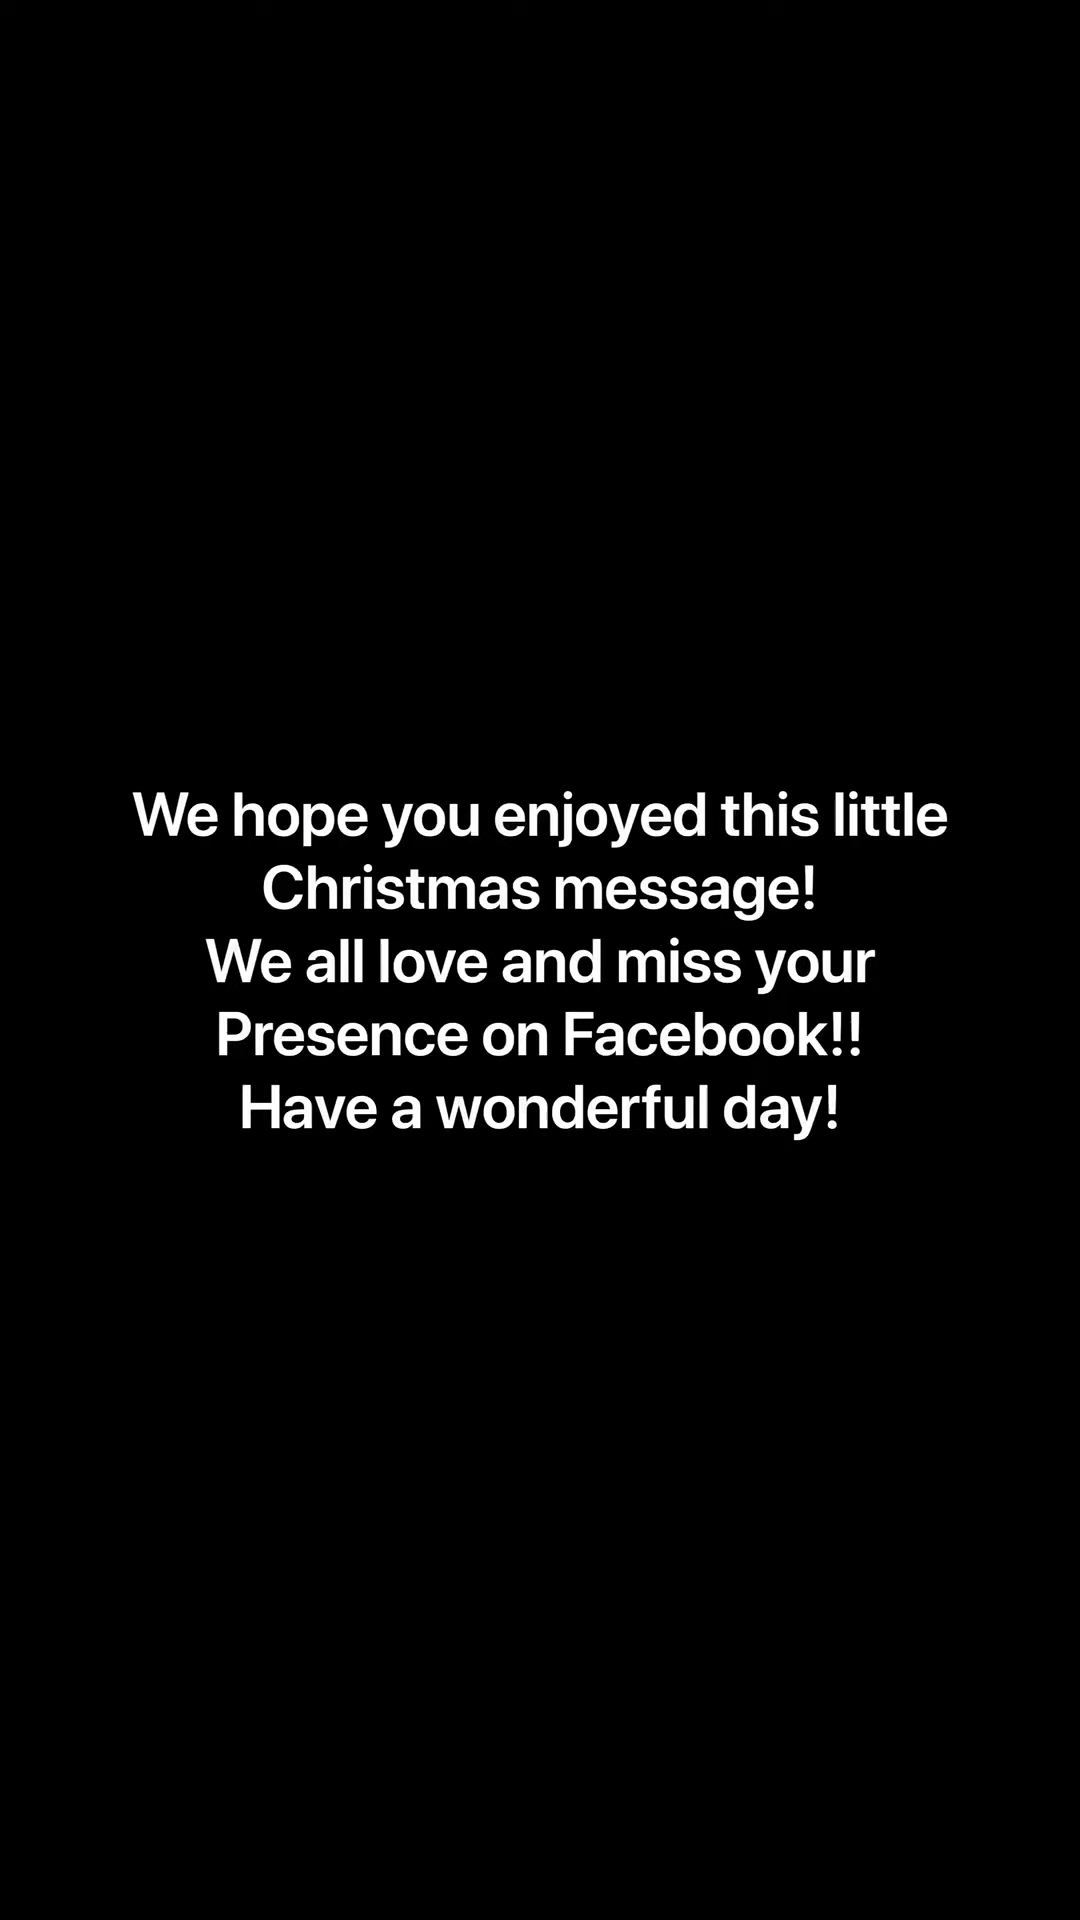 We hope you enjoyed this little
Christmas message!
We all love and miss your
Presence on Facebook!!
Have a wonderful day!